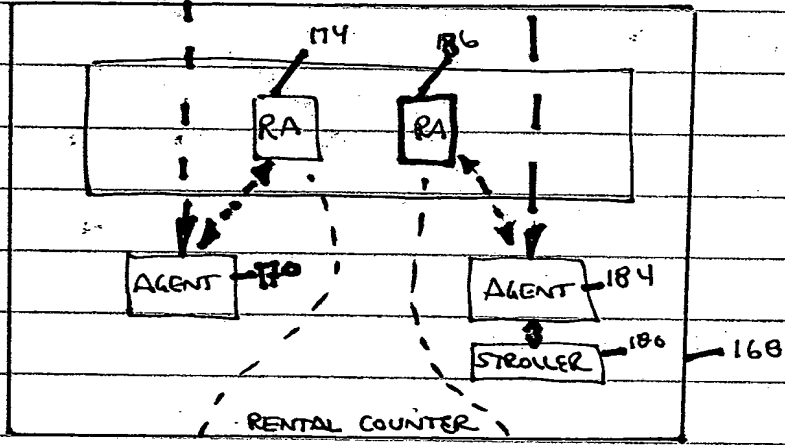 174
186
RA
RA
AGENT
170
AGENT
184
STROLLER
180
168
RENTAL COUNTER